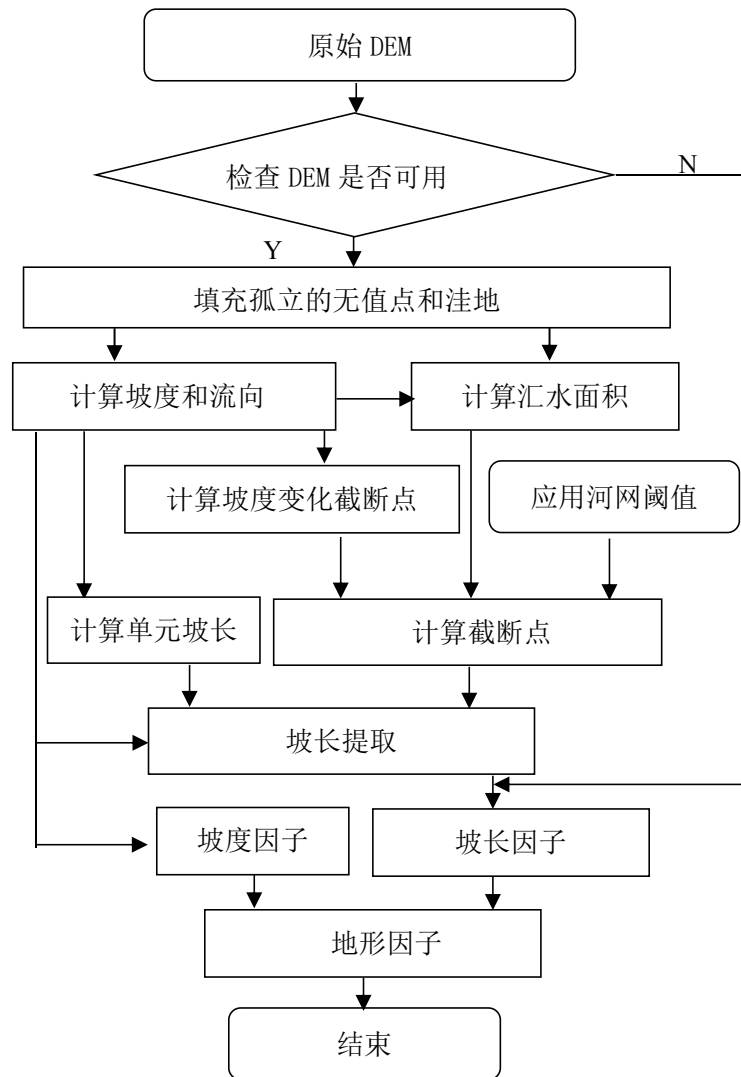 原始 DEM
检查 DEM 是否可用
N
Y
填充孤立的无值点和洼地
计算坡度和流向
计算汇水面积
计算坡度变化截断点
应用河网阈值
计算单元坡长
计算截断点
坡长提取
坡度因子
坡长因子
地形因子
结束